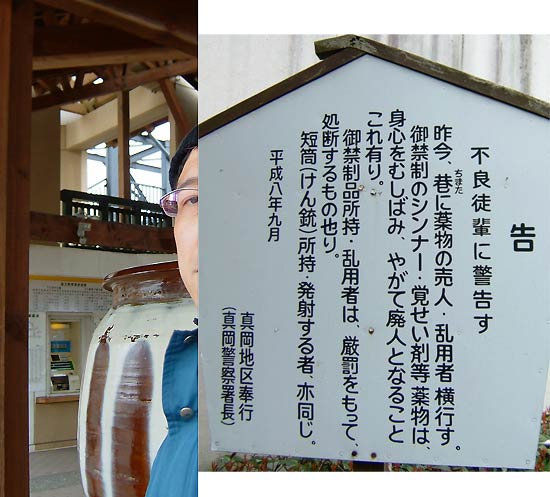 告
不良徒輩に警告す
昨今、巷に薬物の売人・乱用者 横行す。
ちまた
御禁制のシンナー・覚せい剤等 薬物は、
身心をむしばみ、やがて廃人となること
これ有り。
御禁制品所持・乱用者は、厳罰をもって、
処断するもの也り。
短筒(けん銃)所持・発射する者、亦同じ。
平成八年九月
真岡地区奉行
(真岡警察署長)